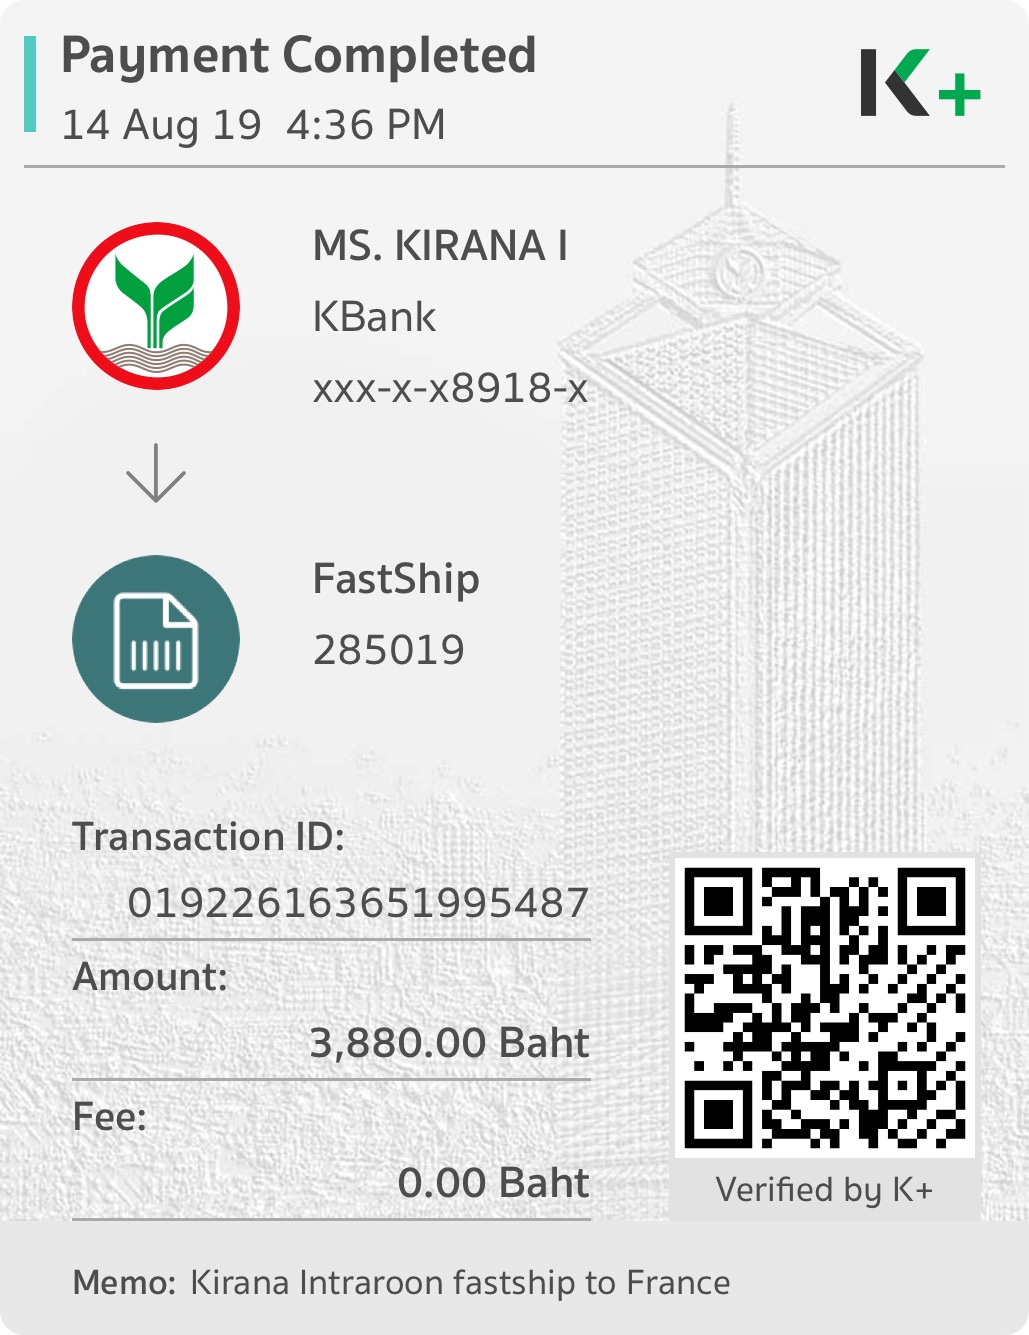 Payment Completed
14 Aug 19 4:36 PM
K+
MS. KIRANA I
KBank
xxx-x-x8918-x
FastShip
285019
Transaction ID:
019226163651995487
Amount:
3,880.00 Baht
Fee:
0.00 Baht
Verified by K+
Memo: Kirana Intraroon fastship to France